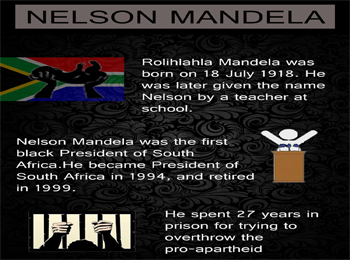 NELSON MANDELA
Rolihlahla Mandela was
born on 18 July 1918. He
was later given the name
Nelson by a teacher at
school.
Nelson Mandela was the first
black President of South
Africa.He became President of
South Africa in 1994, and retired
in 1999.
He spent 27 years in
prison for trying to
overthrow the
pro-apartheid